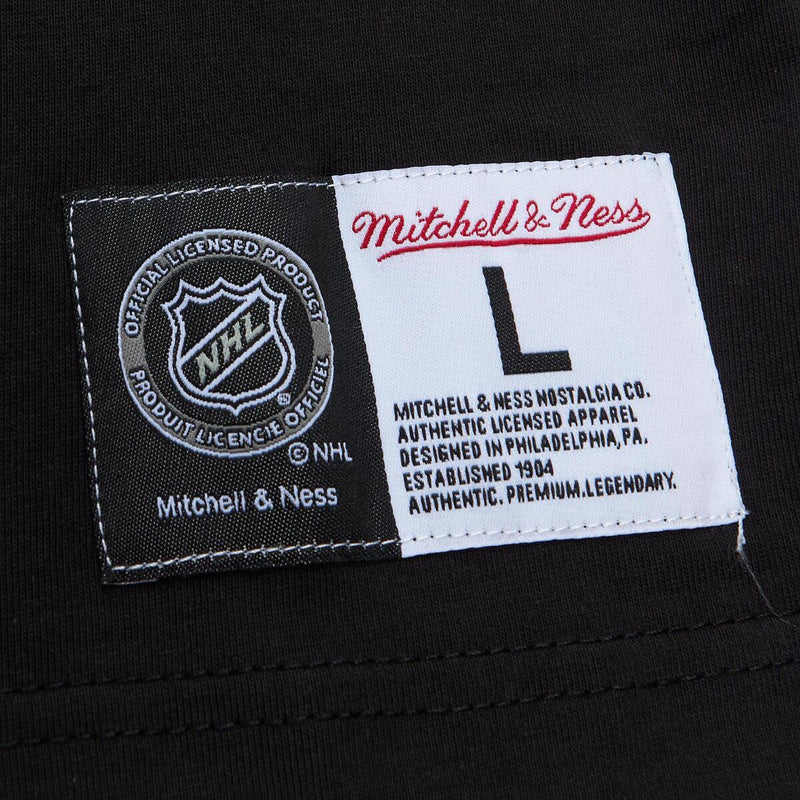 OFFICIAL LICENSED PRODUCT
NHL
PRODUIT LICENCIE OFFICIEL
© NHL
Mitchell & Ness
Mitchell & Ness
L
MITCHELL & NESS NOSTALGIA CO.
AUTHENTIC LICENSED APPAREL
DESIGNED IN PHILADELPHIA, PA.
ESTABLISHED 1904
AUTHENTIC. PREMIUM. LEGENDARY.